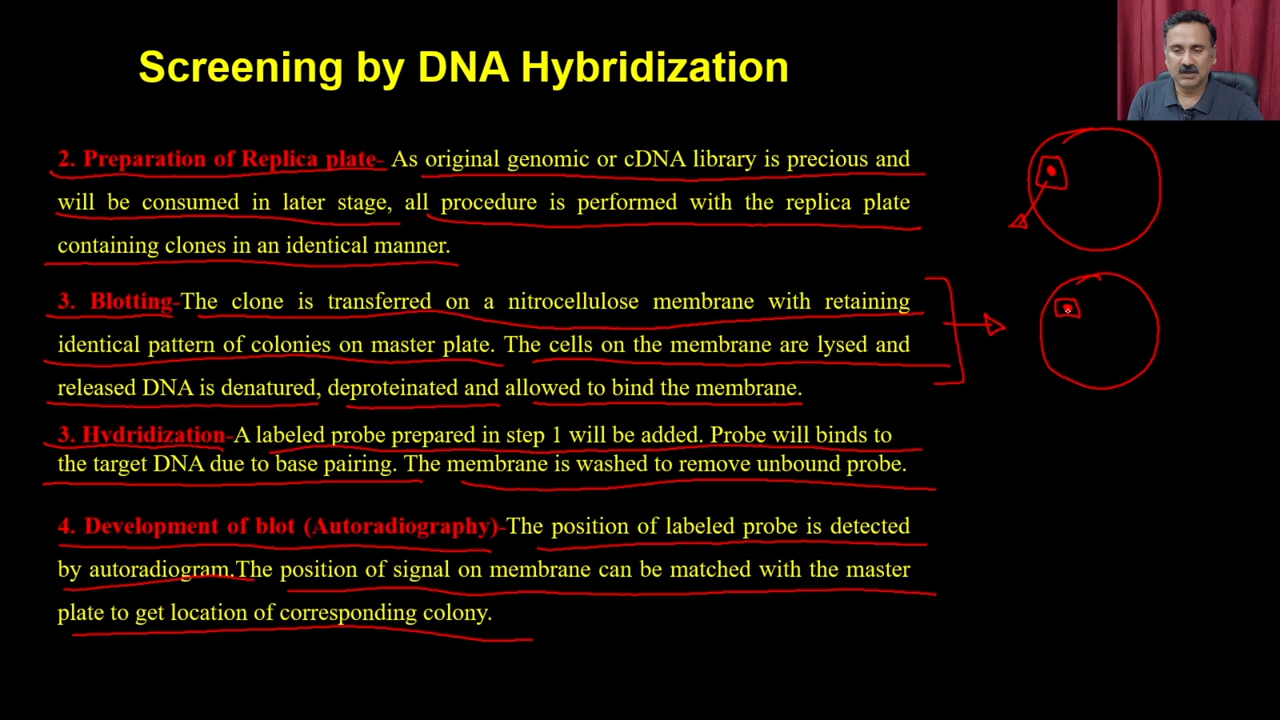 Screening by DNA Hybridization
2. Preparation of Replica plate- As original genomic or cDNA library is precious and
will be consumed in later stage, all procedure is performed with the replica plate
containing clones in an identical manner.
3. Blotting-The clone is transferred on a nitrocellulose membrane with retaining
identical pattern of colonies on master plate. The cells on the membrane are lysed and
released DNA is denatured, deproteinated and allowed to bind the membrane.
3. Hydridization-A labeled probe prepared in step 1 will be added. Probe will binds to
the target DNA due to base pairing. The membrane is washed to remove unbound probe.
4. Development of blot (Autoradiography)-The position of labeled probe is detected
by autoradiogram.The position of signal on membrane can be matched with the master
plate to get location of corresponding colony.